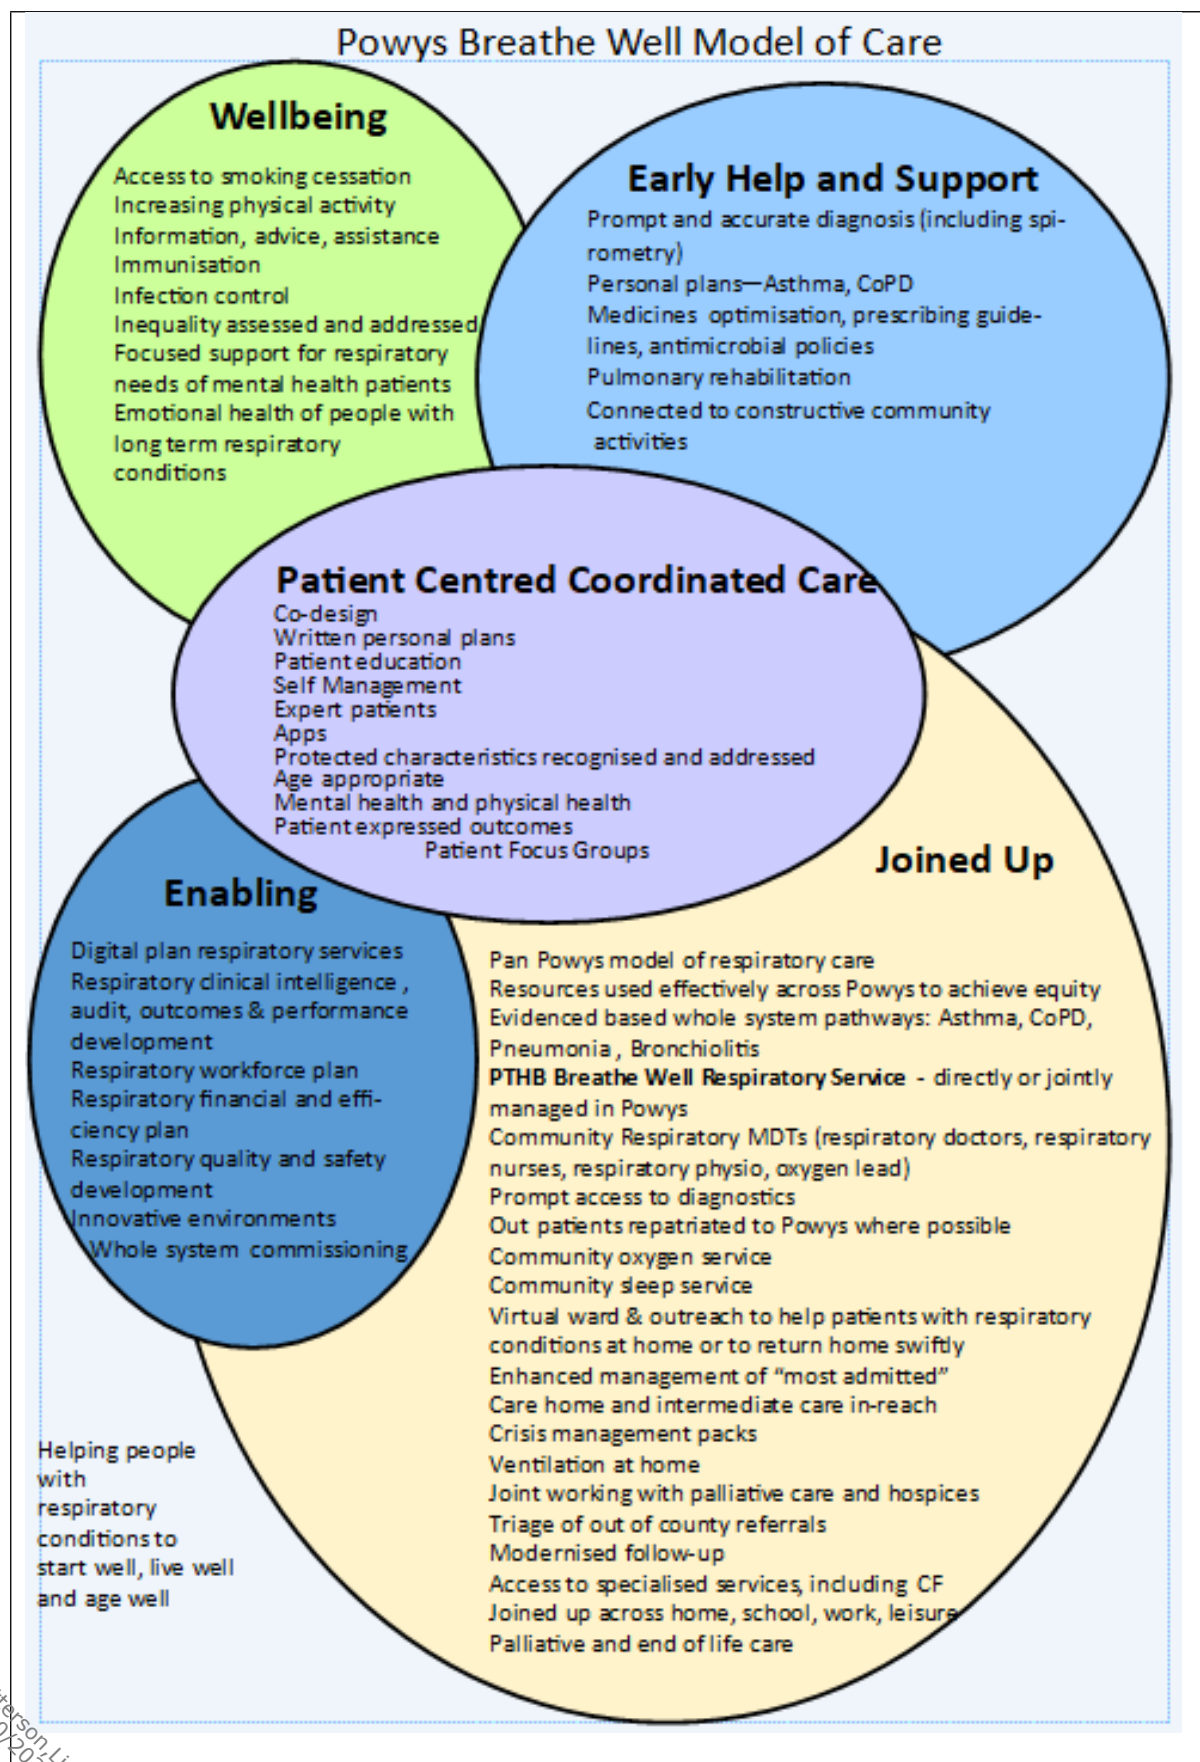 Powys Breathe Well Model of Care
Wellbeing
Access to smoking cessation
Increasing physical activity
Information, advice, assistance
Immunisation
Infection control
Inequality assessed and addressed
Focused support for respiratory
needs of mental health patients
Emotional health of people with
long term respiratory
conditions
Early Help and Support
Prompt and accurate diagnosis (including spi-
rometry)
Personal plans—Asthma, CoPD
Medicines optimisation, prescribing guide-
lines, antimicrobial policies
Pulmonary rehabilitation
Connected to constructive community
activities
Patient Centred Coordinated Care
Co-design
Written personal plans
Patient education
Self Management
Expert patients
Apps
Protected characteristics recognised and addressed
Age appropriate
Mental health and physical health
Patient expressed outcomes
Patient Focus Groups
Enabling
Digital plan respiratory services
Respiratory clinical intelligence ,
audit, outcomes & performance
development
Respiratory workforce plan
Respiratory financial and effi-
ciency plan
Respiratory quality and safety
development
Innovative environments
Whole system commissioning
Joined Up
Pan Powys model of respiratory care
Resources used effectively across Powys to achieve equity
Evidenced based whole system pathways: Asthma, CoPD,
Pneumonia , Bronchiolitis
PTHB Breathe Well Respiratory Service - directly or jointly
managed in Powys
Community Respiratory MDTs (respiratory doctors, respiratory
nurses, respiratory physio, oxygen lead)
Prompt access to diagnostics
Out patients repatriated to Powys where possible
Community oxygen service
Community sleep service
Virtual ward & outreach to help patients with respiratory
conditions at home or to return home swiftly
Enhanced management of “most admitted”
Care home and intermediate care in-reach
Crisis management packs
Ventilation at home
Joint working with palliative care and hospices
Triage of out of county referrals
Modernised follow-up
Access to specialised services, including CF
Joined up across home, school, work, leisure
Palliative and end of life care
Helping people
with
respiratory
conditions to
start well, live well
and age well